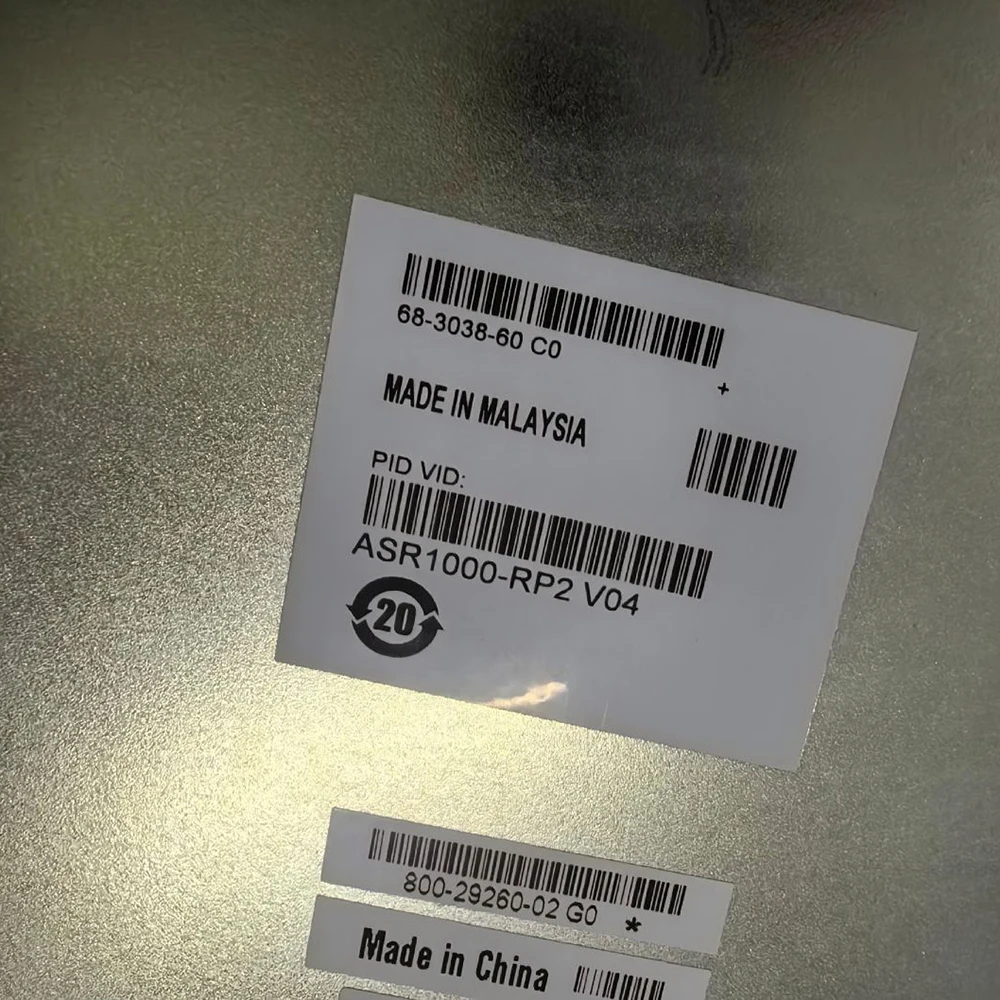 68-3038-60 C0
+
MADE IN MALAYSIA
PID VID:
ASR1000-RP2 V04
20
800-29260-02 G0 *
Made in China